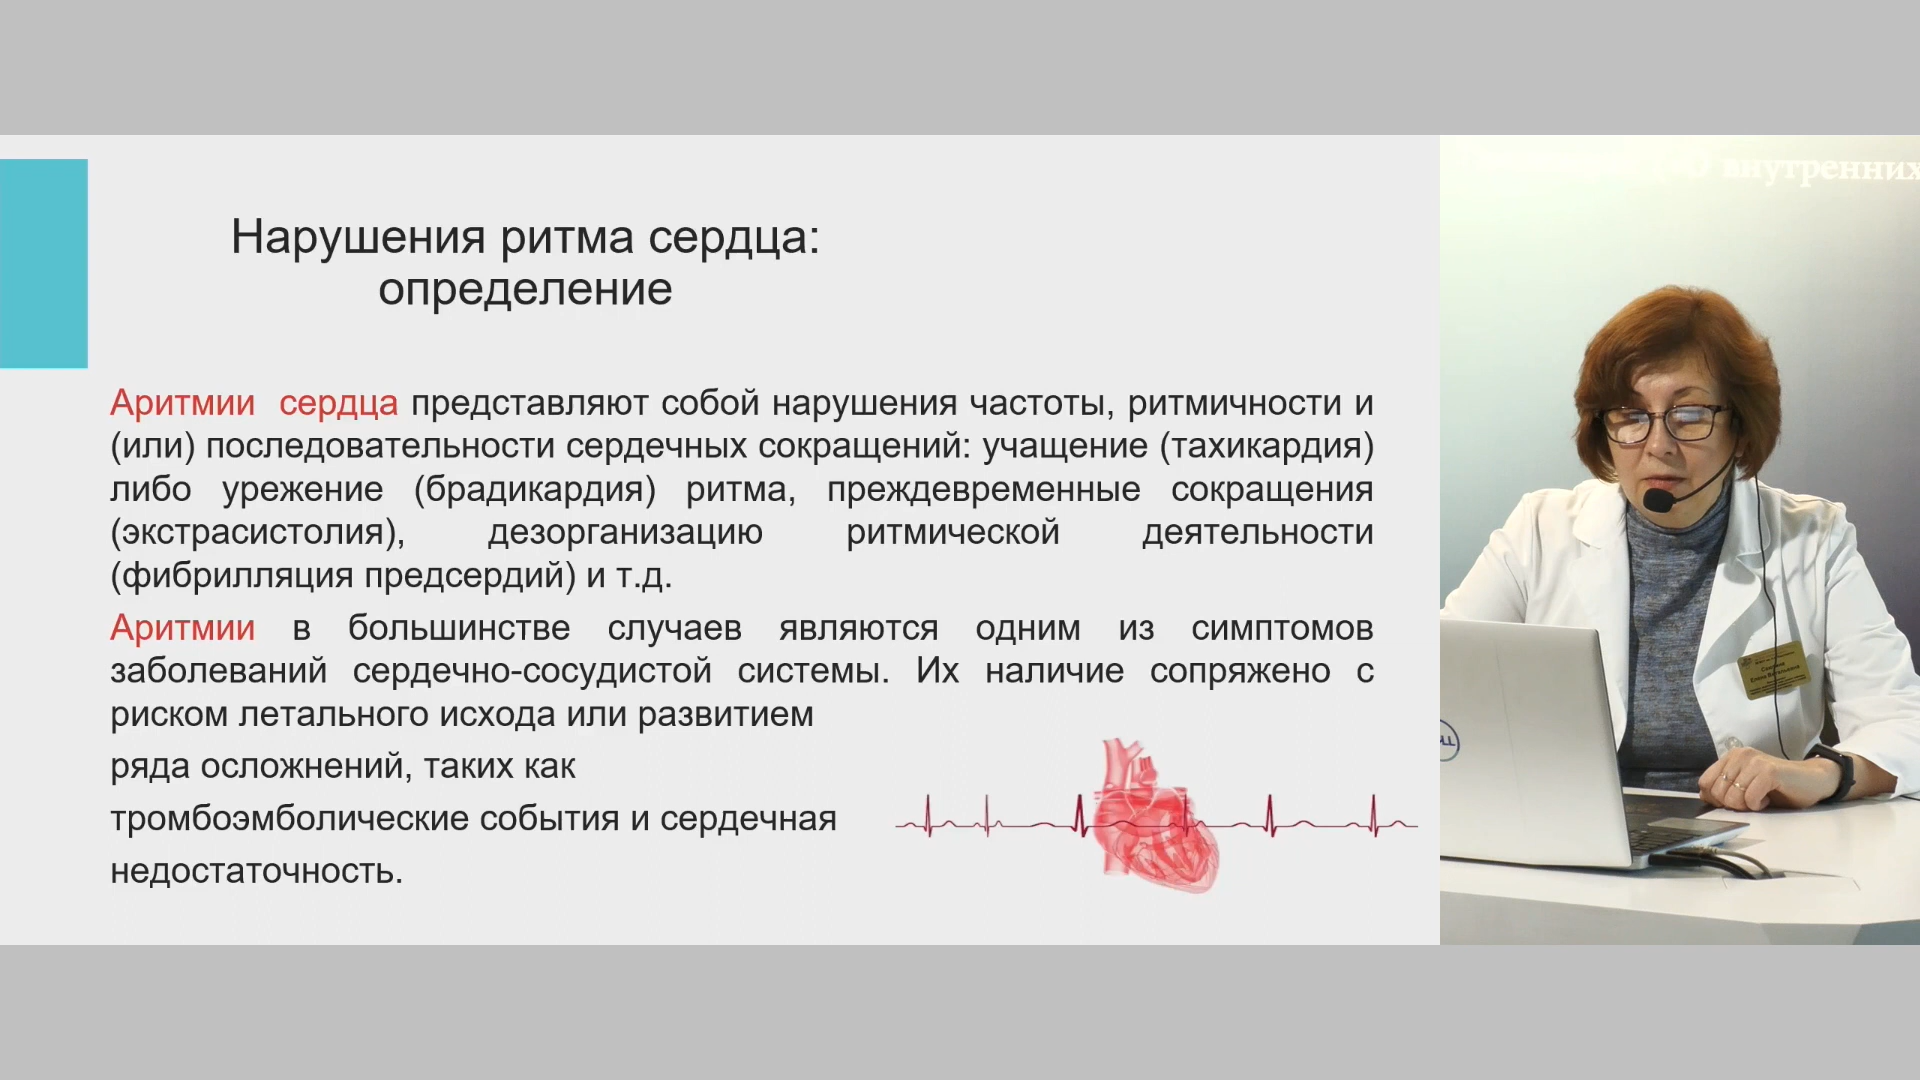 Нарушения ритма сердца:
определение
Аритмии сердца представляют собой нарушения частоты, ритмичности и
(или) последовательности сердечных сокращений: учащение (тахикардия)
либо урежение (брадикардия) ритма, преждевременные сокращения
(экстрасистолия), дезорганизацию ритмической деятельности
(фибрилляция предсердий) и т.д.
Аритмии в большинстве случаев являются одним из симптомов
заболеваний сердечно-сосудистой системы. Их наличие сопряжено с
риском летального исхода или развитием
ряда осложнений, таких как
тромбоэмболические события и сердечная
недостаточность.
внутренних